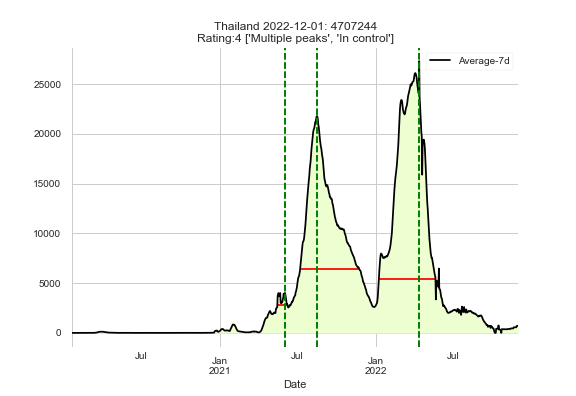 Thailand 2022-12-01: 4707244
Rating:4 ['Multiple peaks', 'In control']
Average-7d
25000
20000
15000
10000
5000
0
Jul
Jan
2021
Jul
Jan
2022
Jul
Date